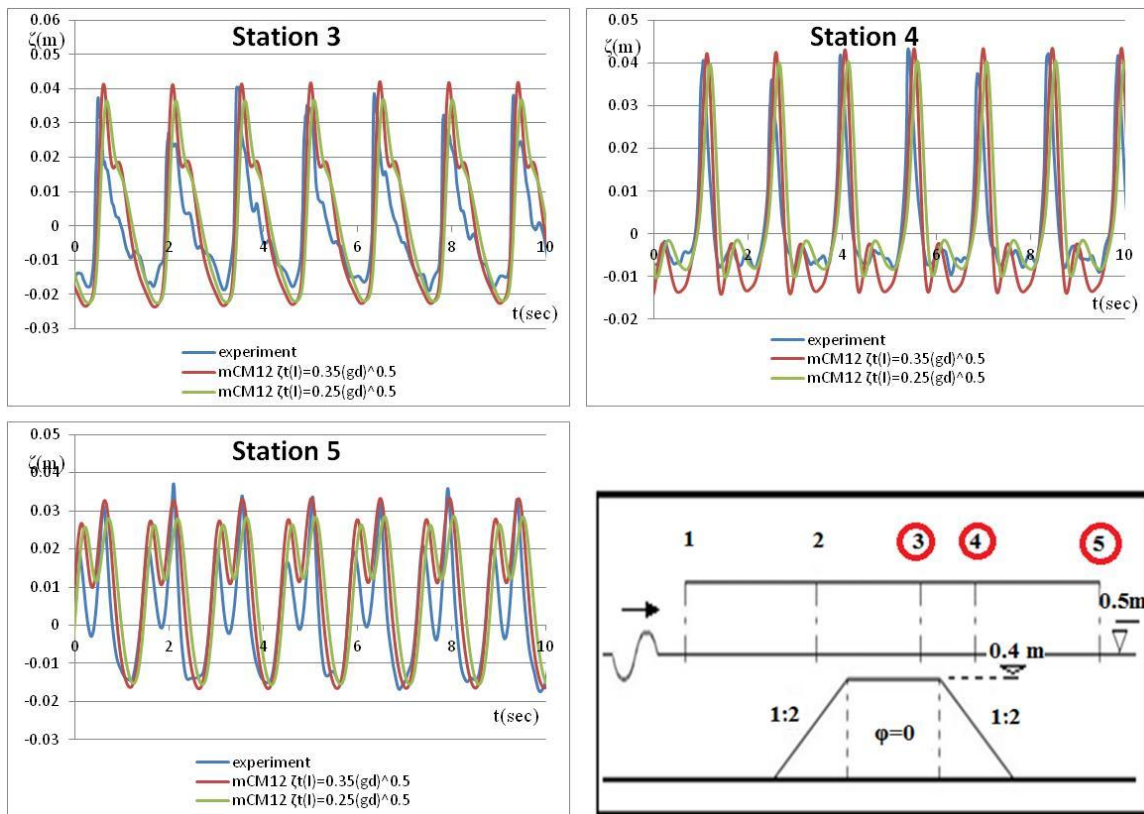 Station 3
ζ(m)
0.06
0.05
0.04
0.03
0.02
0.01
0
-0.01
-0.02
-0.03
0 2 4 6 8 10
t(sec)
experiment
mCM12 ζt(I)=0.35(gd)^0.5
mCM12 ζt(I)=0.25(gd)^0.5
Station 4
ζ(m)
0.05
0.04
0.03
0.02
0.01
0
-0.01
-0.02
0 2 4 6 8 10
t(sec)
experiment
mCM12 ζt(I)=0.35(gd)^0.5
mCM12 ζt(I)=0.25(gd)^0.5
Station 5
ζ(m)
0.05
0.04
0.03
0.02
0.01
0
-0.01
-0.02
-0.03
0 2 4 6 8 10
t(sec)
experiment
mCM12 ζt(I)=0.35(gd)^0.5
mCM12 ζt(I)=0.25(gd)^0.5
1 2 3 4 5
0.5m
0.4 m
1:2 φ=0 1:2